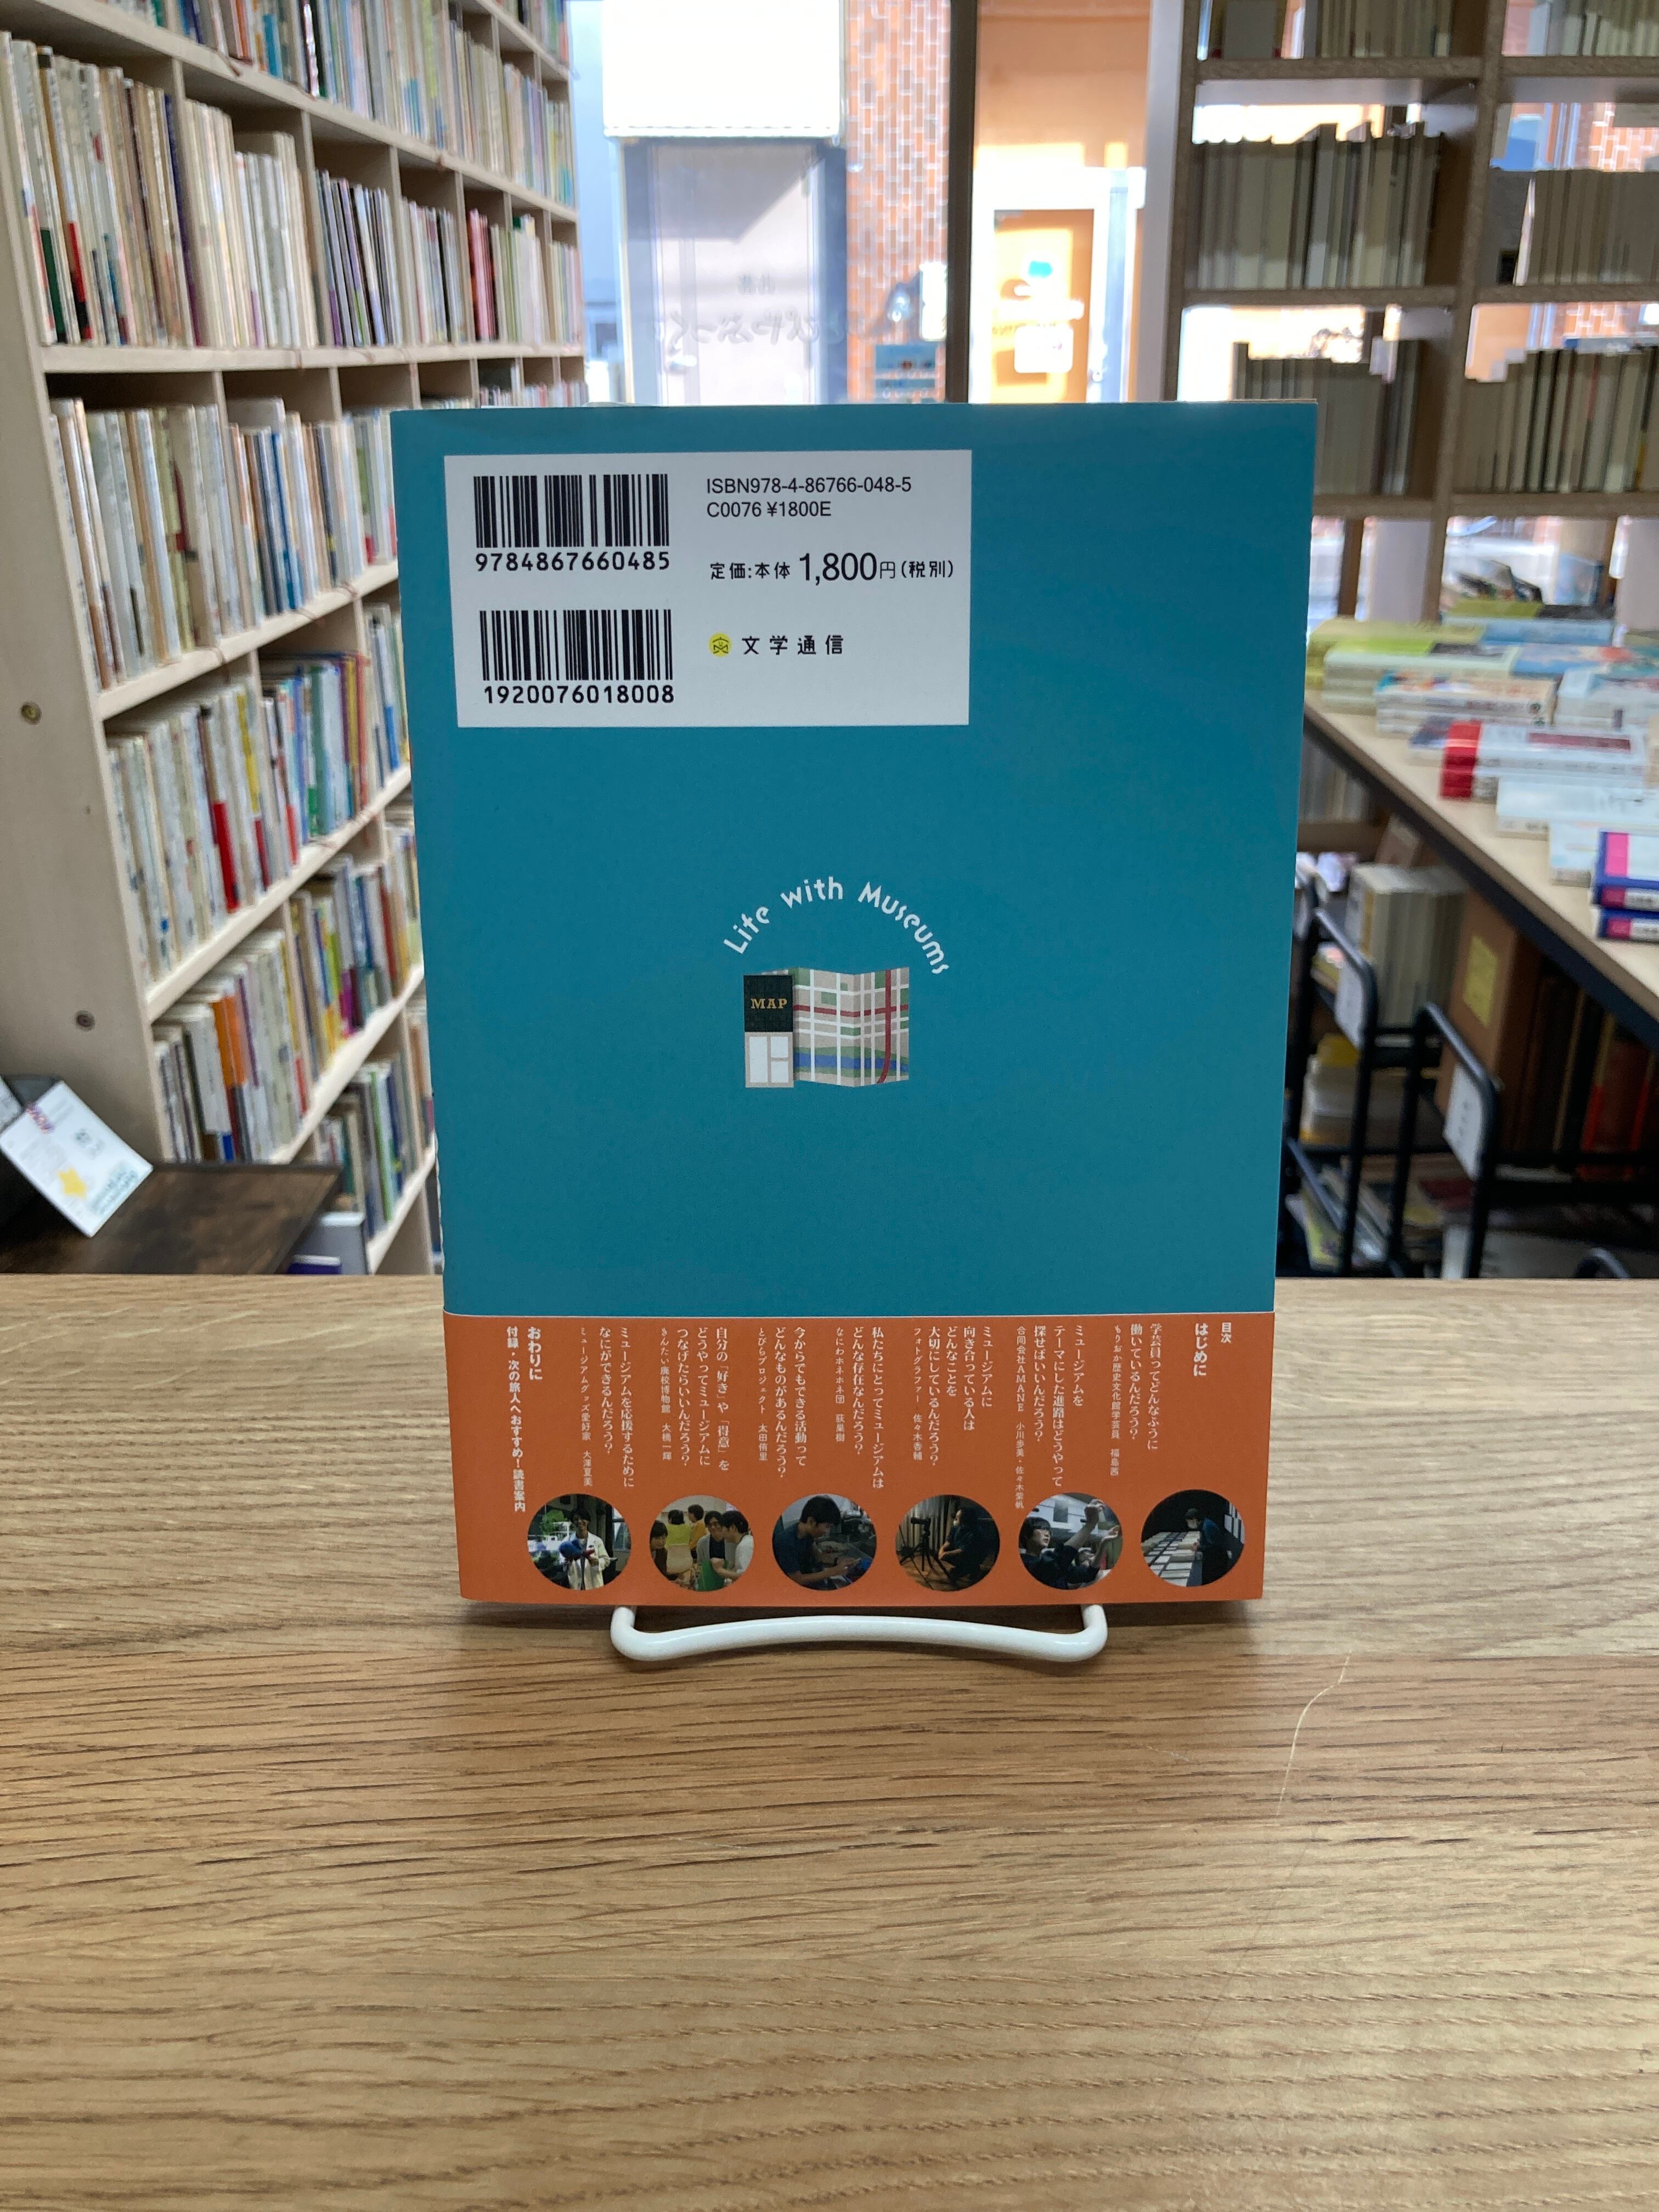 ISBN978-4-86766-048-5
C0076 ¥1800E
9784867660485
定価:本体 1,800円(税別)
1920076018008
文学通信
Life with Museums
MAP
目次
はじめに
学芸員ってどんなふうに
働いているんだろう?
もりおか歴史文化館学芸員 福島茜
ミュージアムを
テーマにした進路はどうやって
探せばいいんだろう?
合同会社AMANE 小川歩美・佐々木紫帆
ミュージアムに
向き合っている人は
どんなことを
大切にしているんだろう?
フォトグラファー 佐々木香輔
私たちにとってミュージアムは
どんな存在なんだろう?
なにわホネホネ団 荻巣樹
今からでもできる活動って
どんなものがあるんだろう?
とびらプロジェクト 太田侑里
自分の「好き」や「得意」を
どうやってミュージアムに
つなげたらいいんだろう?
さんたい廃校博物館 大橋一輝
ミュージアムを応援するために
なにができるんだろう?
ミュージアムグッズ愛好家 大澤夏美
おわりに
付録・次の旅人へおすすめ!読書案内